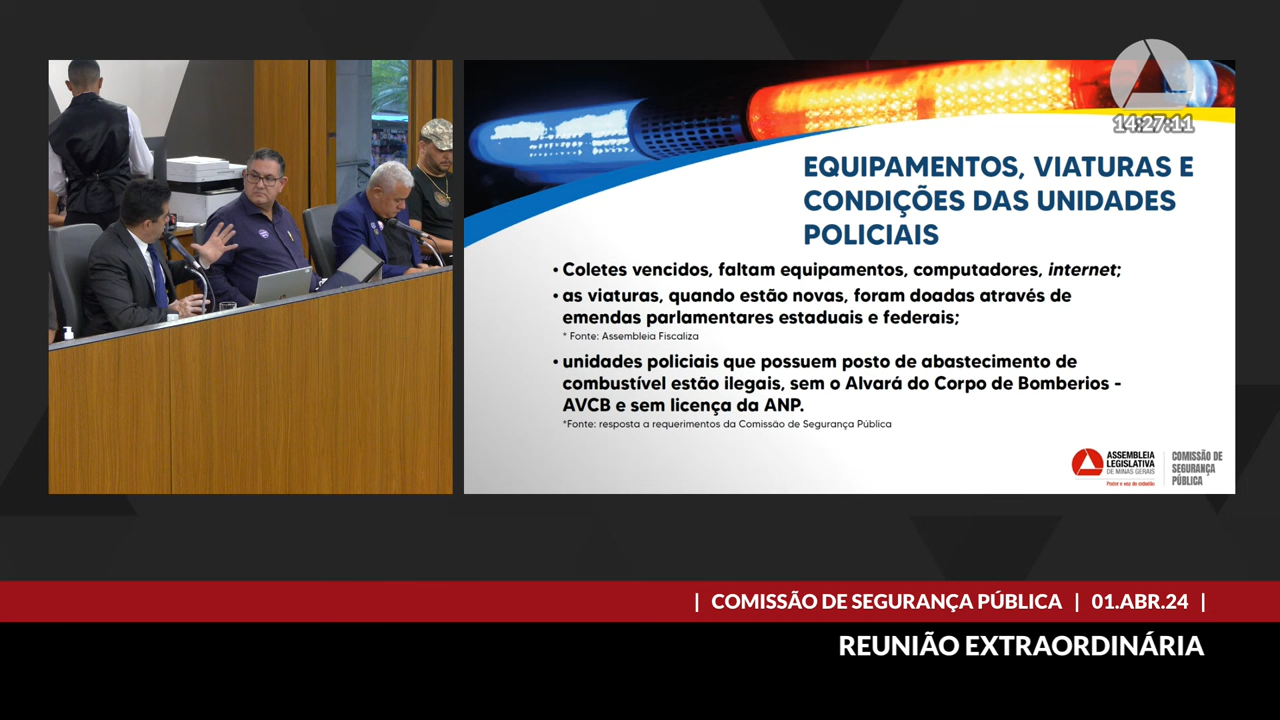 14:27:11
EQUIPAMENTOS, VIATURAS E
CONDIÇÕES DAS UNIDADES
POLICIAIS
• Coletes vencidos, faltam equipamentos, computadores, internet;
• as viaturas, quando estão novas, foram doadas através de
emendas parlamentares estaduais e federais;
* Fonte: Assembleia Fiscaliza
• unidades policiais que possuem posto de abastecimento de
combustível estão ilegais, sem o Alvará do Corpo de Bomberios -
AVCB e sem licença da ANP.
*Fonte: resposta a requerimentos da Comissão de Segurança Pública
ASSEMBLEIA
LEGISLATIVA
DE MINAS GERAIS
Poder e voz do cidadão
COMISSÃO DE
SEGURANÇA
PÚBLICA
| COMISSÃO DE SEGURANÇA PÚBLICA | 01.ABR.24 |
REUNIÃO EXTRAORDINÁRIA